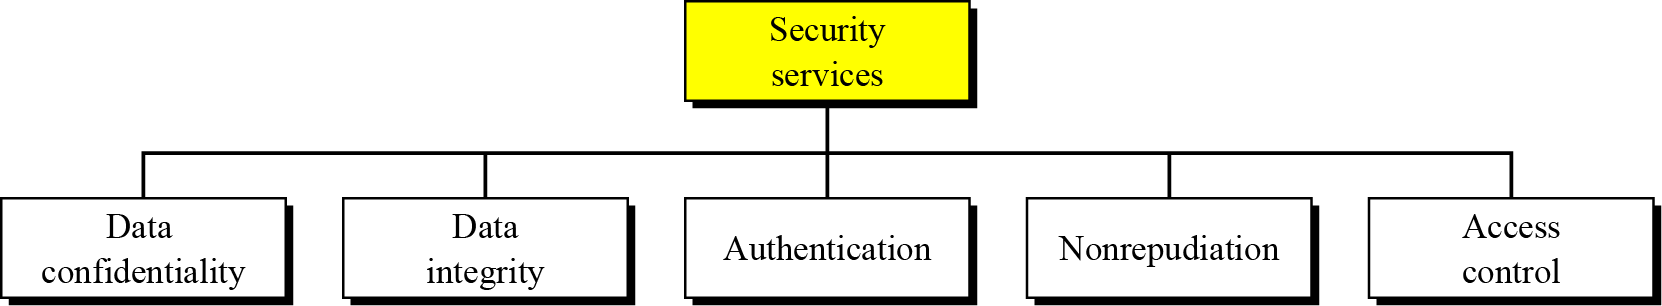 Security
services
Data
confidentiality
Data
integrity
Authentication
Nonrepudiation
Access
control